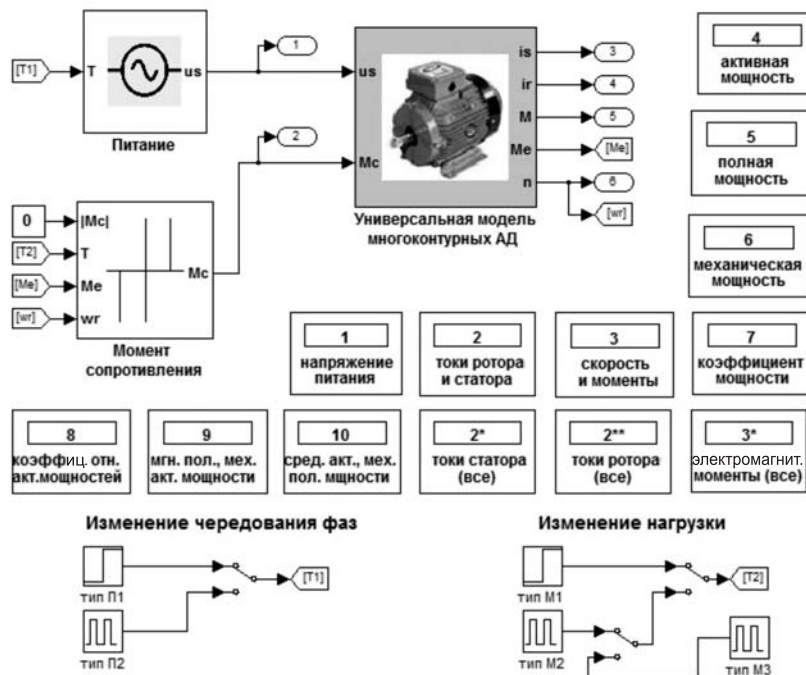 [T1]
T
us
Питание
1
2
us
Mc
is
ir
M
Me
n
3
4
5
[Me]
6
[wr]
Универсальная модель
многоконтурных АД
0
[T2]
[Me]
[wr]
|Mc|
T
Me
wr
Mc
Момент
сопротивления
4
активная
мощность
5
полная
мощность
6
механическая
мощность
1
напряжение
питания
2
токи ротора
и статора
3
скорость
и моменты
7
коэффициент
мощности
8
коэффиц. отн.
акт.мощностей
9
мгн. пол., мех.
акт. мощности
10
сред. акт., мех.
пол. мщности
2*
токи статора
(все)
2**
токи ротора
(все)
3*
электромагнит.
моменты (все)
Изменение чередования фаз
тип П1
[T1]
тип П2
Изменение нагрузки
тип М1
[T2]
тип М2
тип М3